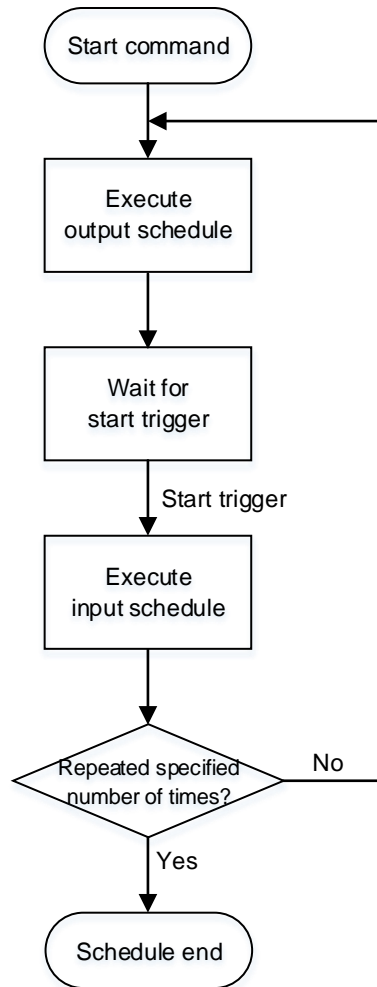 Start command
Execute
output schedule
Wait for
start trigger
Start trigger
Execute
input schedule
Repeated specified
number of times?
No
Yes
Schedule end